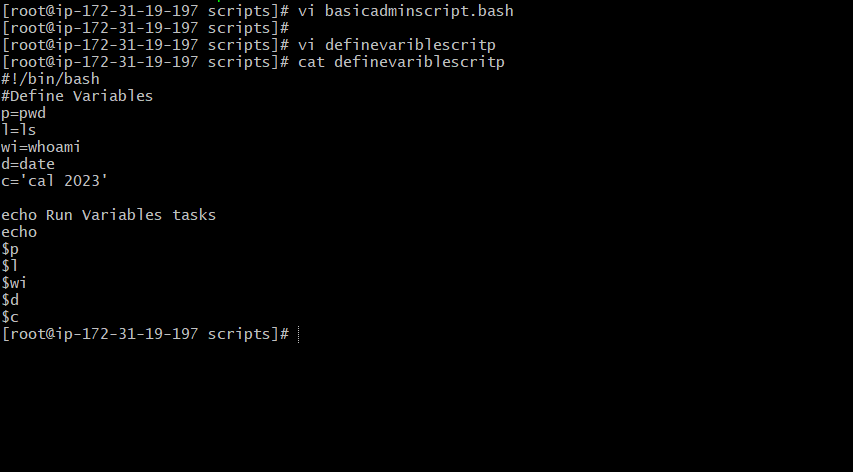 [root@ip-172-31-19-197 scripts]# vi basicadminscript.bash
[root@ip-172-31-19-197 scripts]#
[root@ip-172-31-19-197 scripts]# vi definevariblescritp
[root@ip-172-31-19-197 scripts]# cat definevariblescritp
#!/bin/bash
#Define Variables
p=pwd
l=ls
wi=whoami
d=date
c='cal 2023'

echo Run Variables tasks
echo
$p
$l
$wi
$d
$c
[root@ip-172-31-19-197 scripts]#